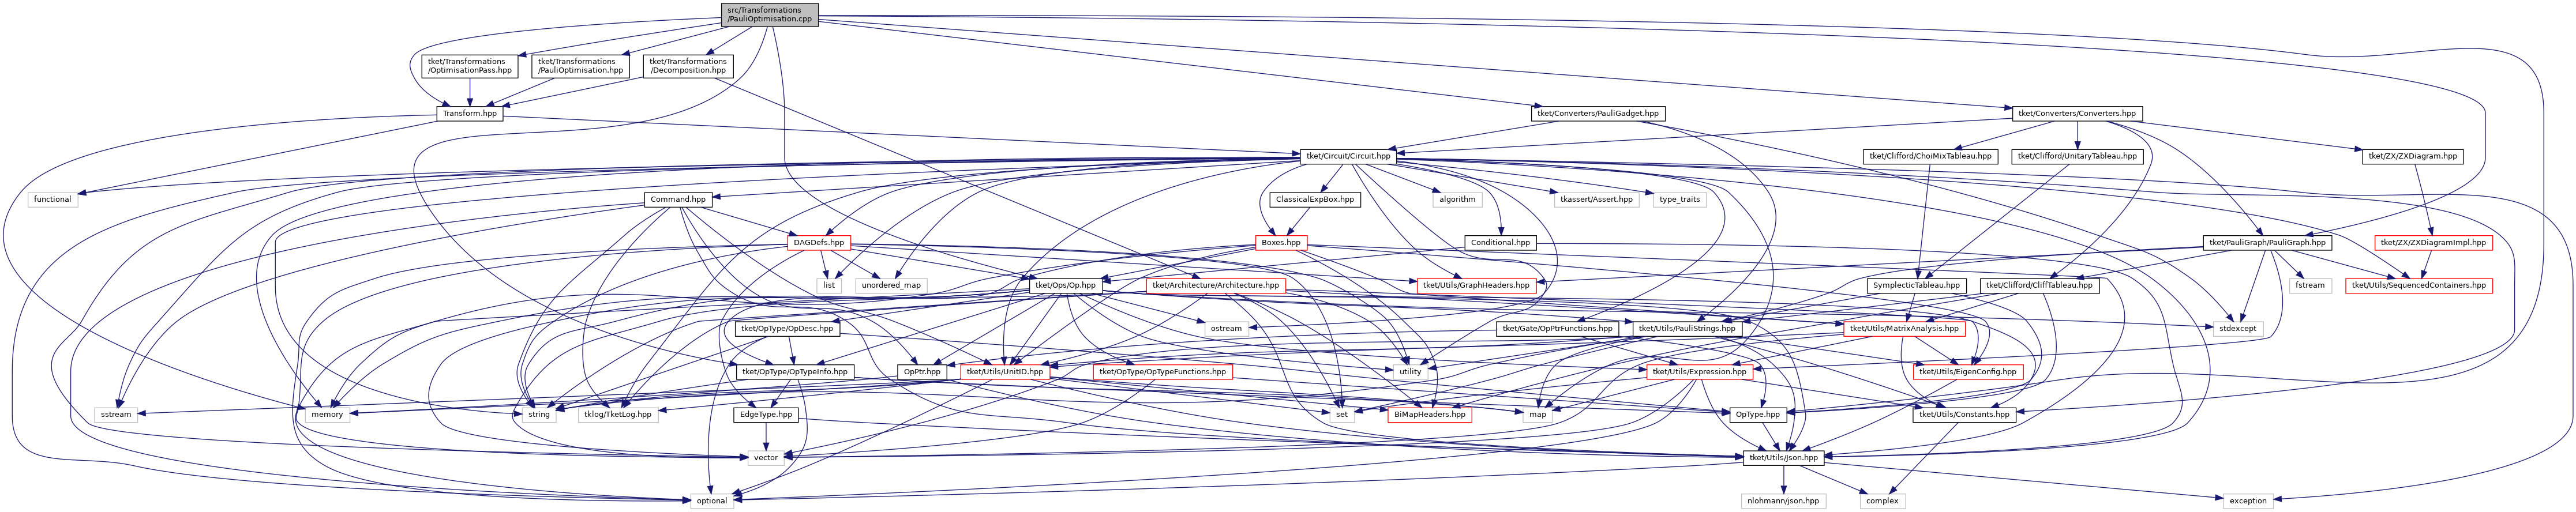 src/Transformations
/PauliOptimisation.cpp
tket/Transformations
/OptimisationPass.hpp
tket/Transformations
/PauliOptimisation.hpp
tket/Transformations
/Decomposition.hpp
Transform.hpp
tket/Converters/PauliGadget.hpp
tket/Converters/Converters.hpp
tket/Circuit/Circuit.hpp
tket/Clifford/ChoiMixTableau.hpp
tket/Clifford/UnitaryTableau.hpp
tket/ZX/ZXDiagram.hpp
functional
Command.hpp
ClassicalExpBox.hpp
algorithm
tkassert/Assert.hpp
type_traits
DAGDefs.hpp
Boxes.hpp
Conditional.hpp
tket/PauliGraph/PauliGraph.hpp
tket/ZX/ZXDiagramImpl.hpp
list
unordered_map
tket/Ops/Op.hpp
tket/Architecture/Architecture.hpp
tket/Utils/GraphHeaders.hpp
SymplecticTableau.hpp
tket/Clifford/CliffTableau.hpp
fstream
tket/Utils/SequencedContainers.hpp
tket/OpType/OpDesc.hpp
ostream
tket/Gate/OpPtrFunctions.hpp
tket/Utils/PauliStrings.hpp
tket/Utils/MatrixAnalysis.hpp
stdexcept
tket/OpType/OpTypeInfo.hpp
OpPtr.hpp
tket/Utils/UnitID.hpp
tket/OpType/OpTypeFunctions.hpp
utility
tket/Utils/Expression.hpp
tket/Utils/EigenConfig.hpp
sstream
memory
string
tklog/TketLog.hpp
EdgeType.hpp
set
BiMapHeaders.hpp
map
OpType.hpp
tket/Utils/Constants.hpp
vector
tket/Utils/Json.hpp
optional
nlohmann/json.hpp
complex
exception